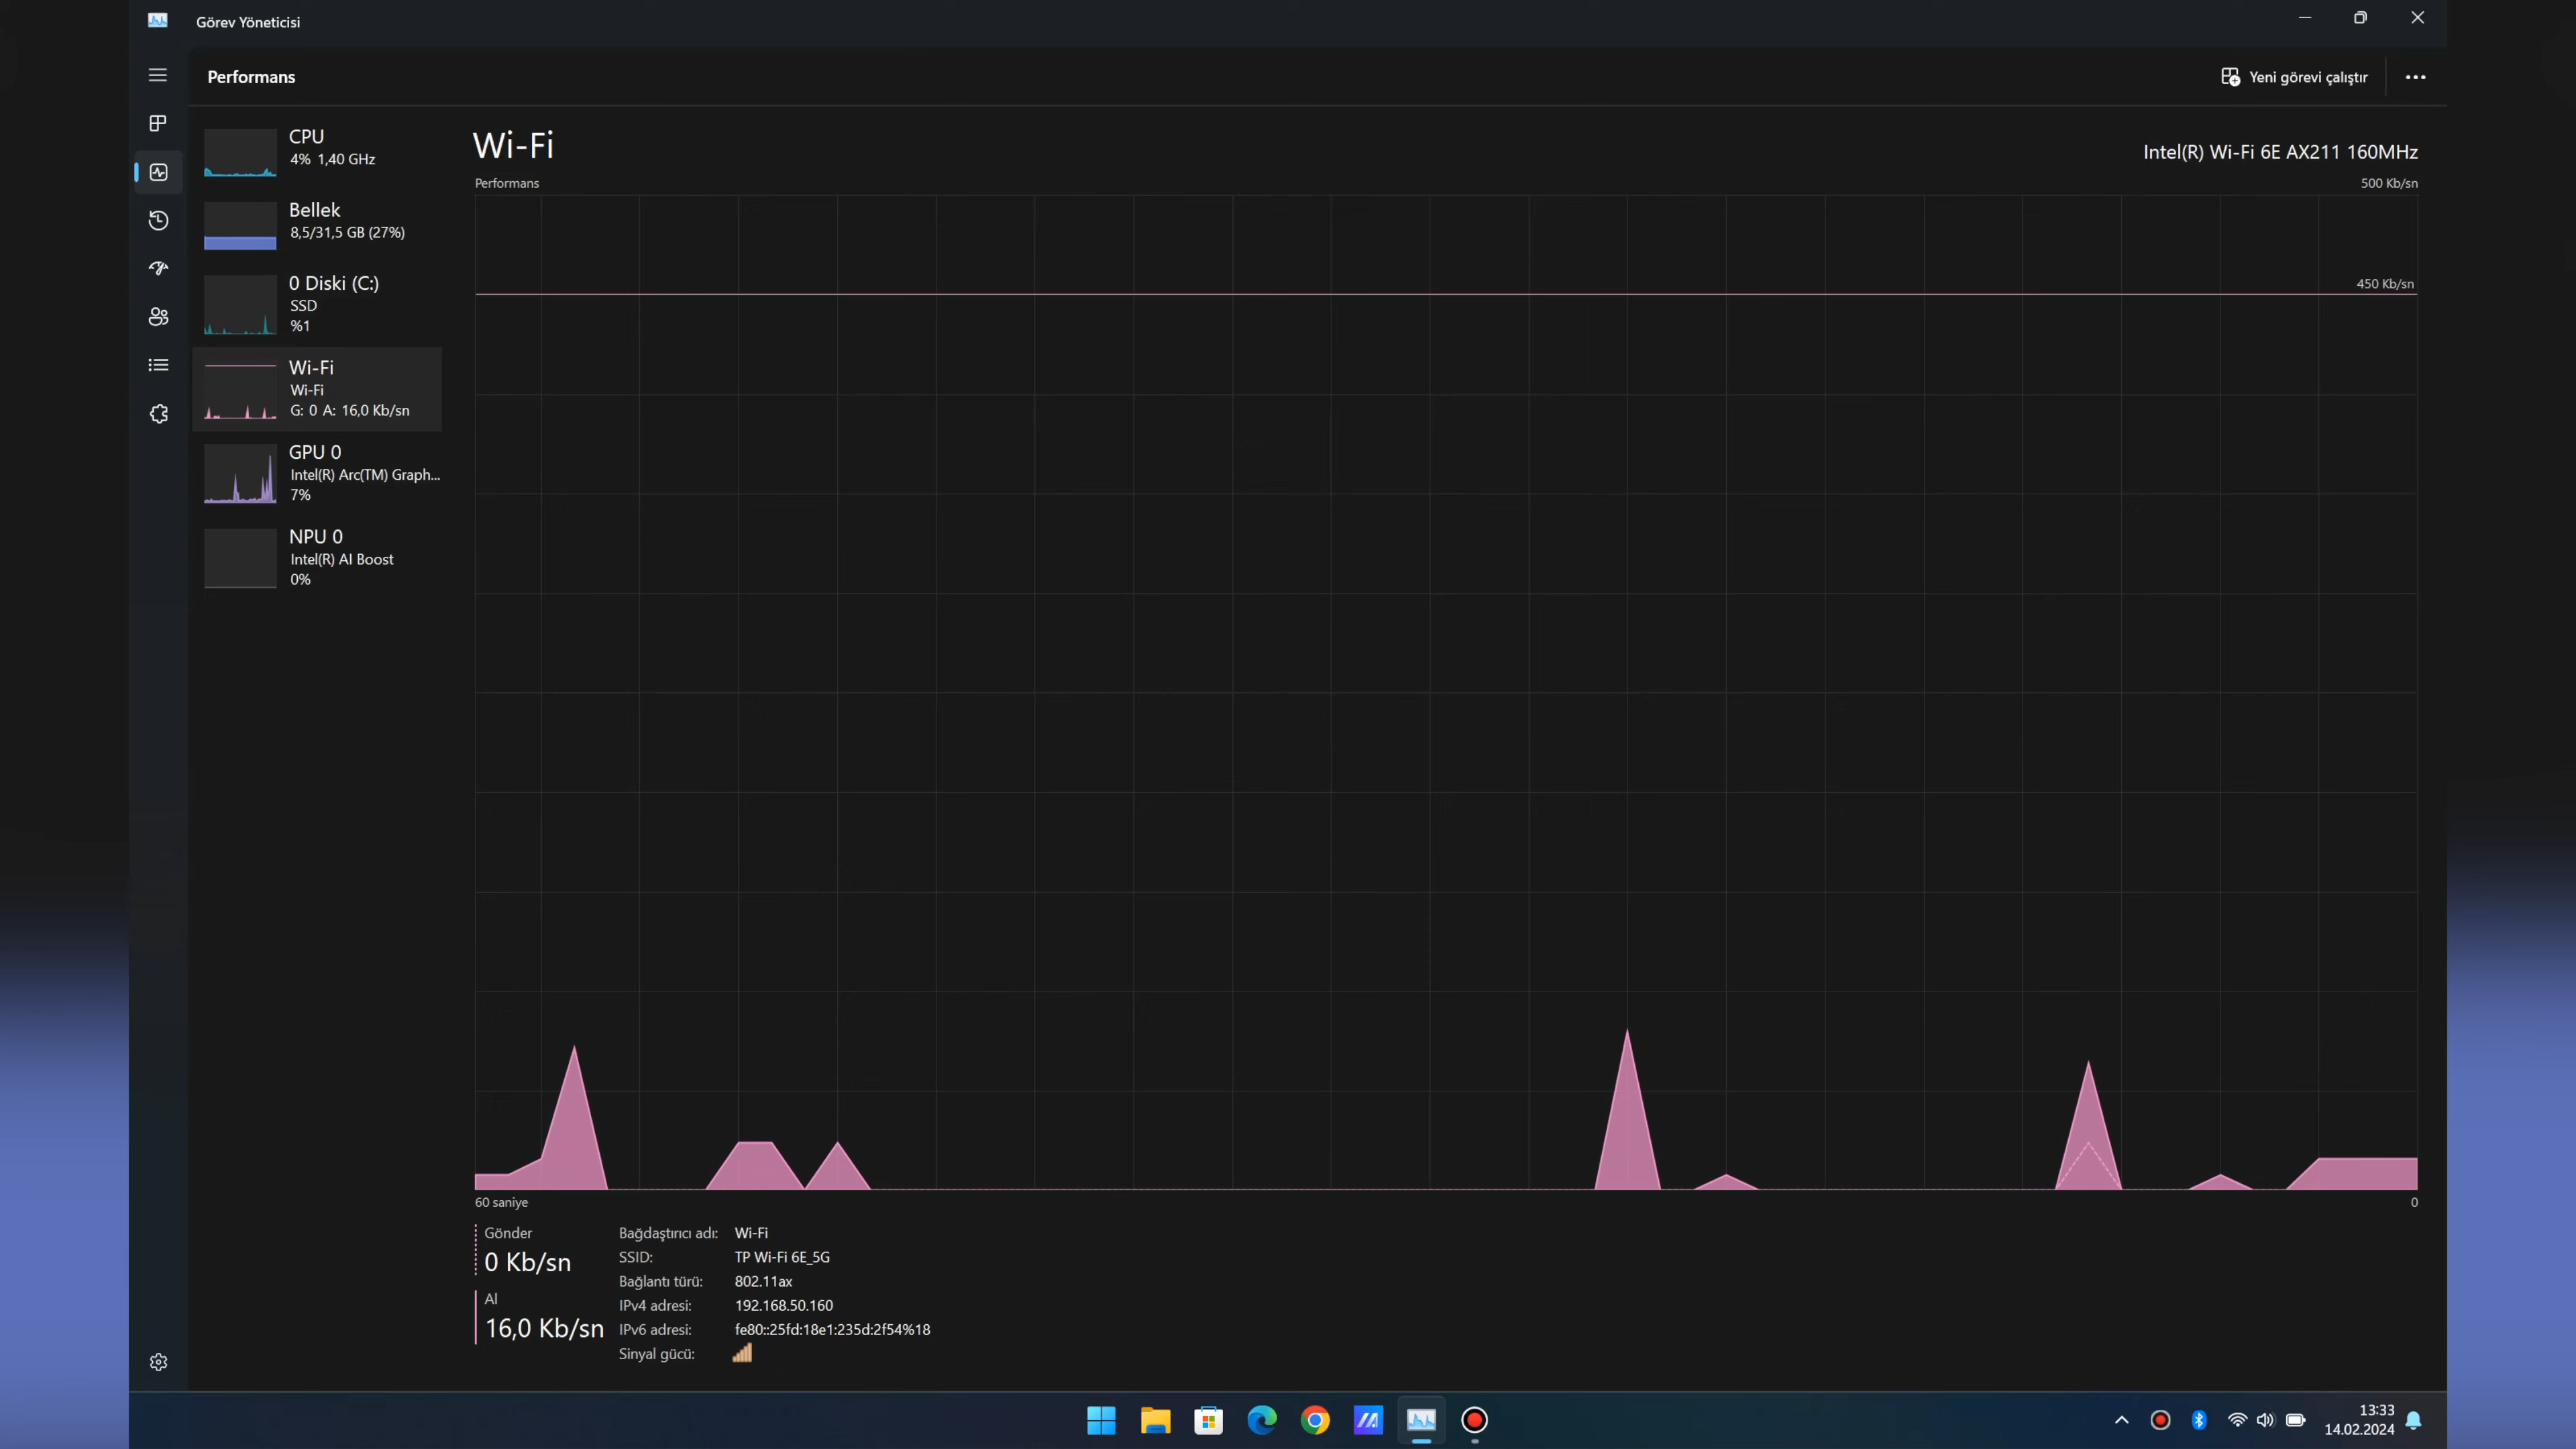 Görev Yöneticisi
Performans
Yeni görevi çalıştır
CPU
4% 1,40 GHz
Bellek
8,5/31,5 GB (27%)
0 Diski (C:)
SSD
%1
Wi-Fi
Wi-Fi
G: 0 A: 16,0 Kb/sn
GPU 0
Intel(R) Arc(TM) Graph...
7%
NPU 0
Intel(R) AI Boost
0%
Wi-Fi
Intel(R) Wi-Fi 6E AX211 160MHz
Performans
500 Kb/sn
450 Kb/sn
60 saniye
0
Gönder
0 Kb/sn
Al
16,0 Kb/sn
Bağdaştırıcı adı: Wi-Fi
SSID: TP Wi-Fi 6E_5G
Bağlantı türü: 802.11ax
IPv4 adresi: 192.168.50.160
IPv6 adresi: fe80::25fd:18e1:235d:2f54%18
Sinyal gücü:
13:33
14.02.2024